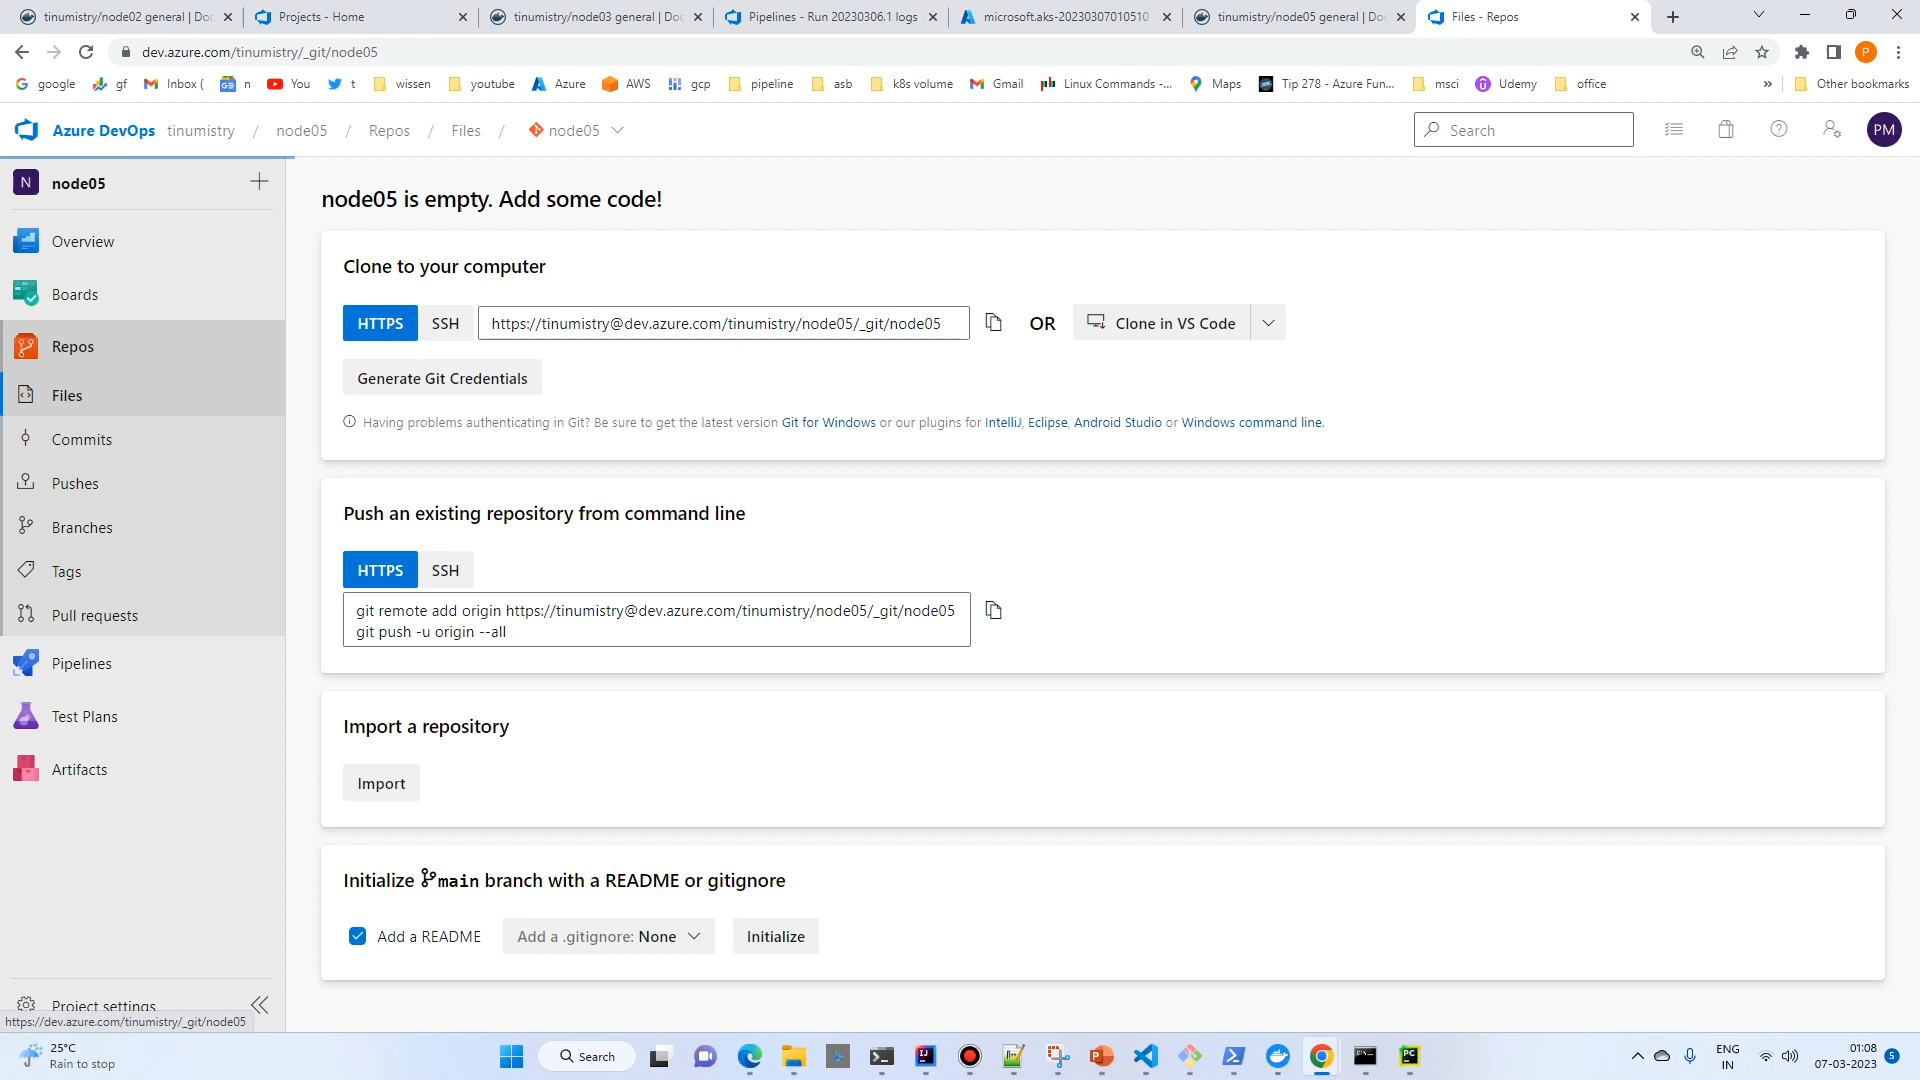 tinumistry/node02 general | Doc
Projects - Home
tinumistry/node03 general | Doc
Pipelines - Run 20230306.1 logs
microsoft.aks-20230307010510
tinumistry/node05 general | Doc
Files - Repos
dev.azure.com/tinumistry/_git/node05
google
gf
Inbox (
n
You
t
wissen
youtube
Azure
AWS
gcp
pipeline
asb
k8s volume
Gmail
Linux Commands -...
Maps
Tip 278 - Azure Fun...
msci
Udemy
office
»
Other bookmarks
P
Azure DevOps tinumistry / node05 / Repos / Files / node05
Search
PM
N
node05
Overview
Boards
Repos
Files
Commits
Pushes
Branches
Tags
Pull requests
Pipelines
Test Plans
Artifacts
Project settings
https://dev.azure.com/tinumistry/_git/node05
node05 is empty. Add some code!
Clone to your computer
HTTPS SSH https://tinumistry@dev.azure.com/tinumistry/node05/_git/node05 OR Clone in VS Code
Generate Git Credentials
Having problems authenticating in Git? Be sure to get the latest version Git for Windows or our plugins for IntelliJ, Eclipse, Android Studio or Windows command line.
Push an existing repository from command line
HTTPS SSH
git remote add origin https://tinumistry@dev.azure.com/tinumistry/node05/_git/node05
git push -u origin --all
Import a repository
Import
Initialize main branch with a README or gitignore
Add a README Add a .gitignore: None Initialize
25°C
Rain to stop
Search
ENG
IN
01:08
07-03-2023
5